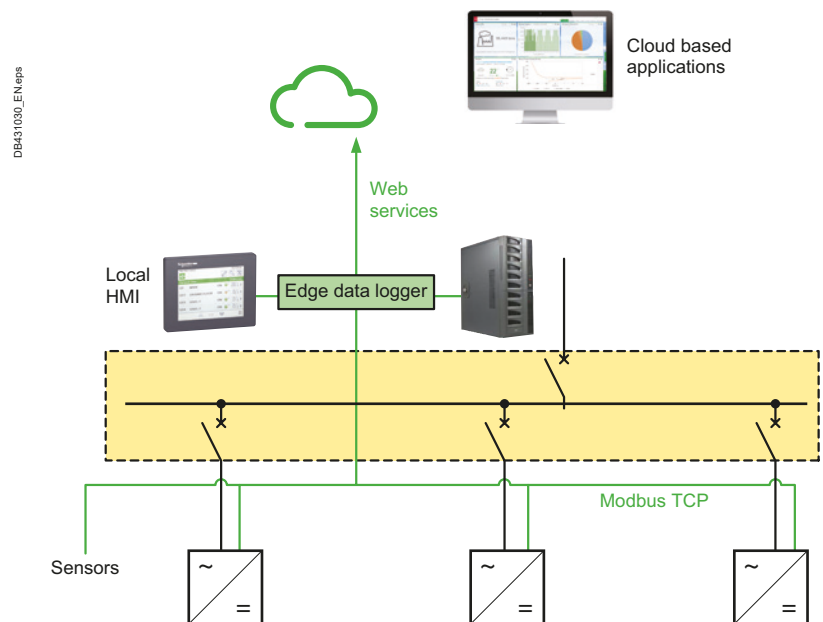 DB431030_EN.eps
Cloud based
applications
Web
services
Local
HMI
Edge data logger
Modbus TCP
Sensors
~
=
~
=
~
=